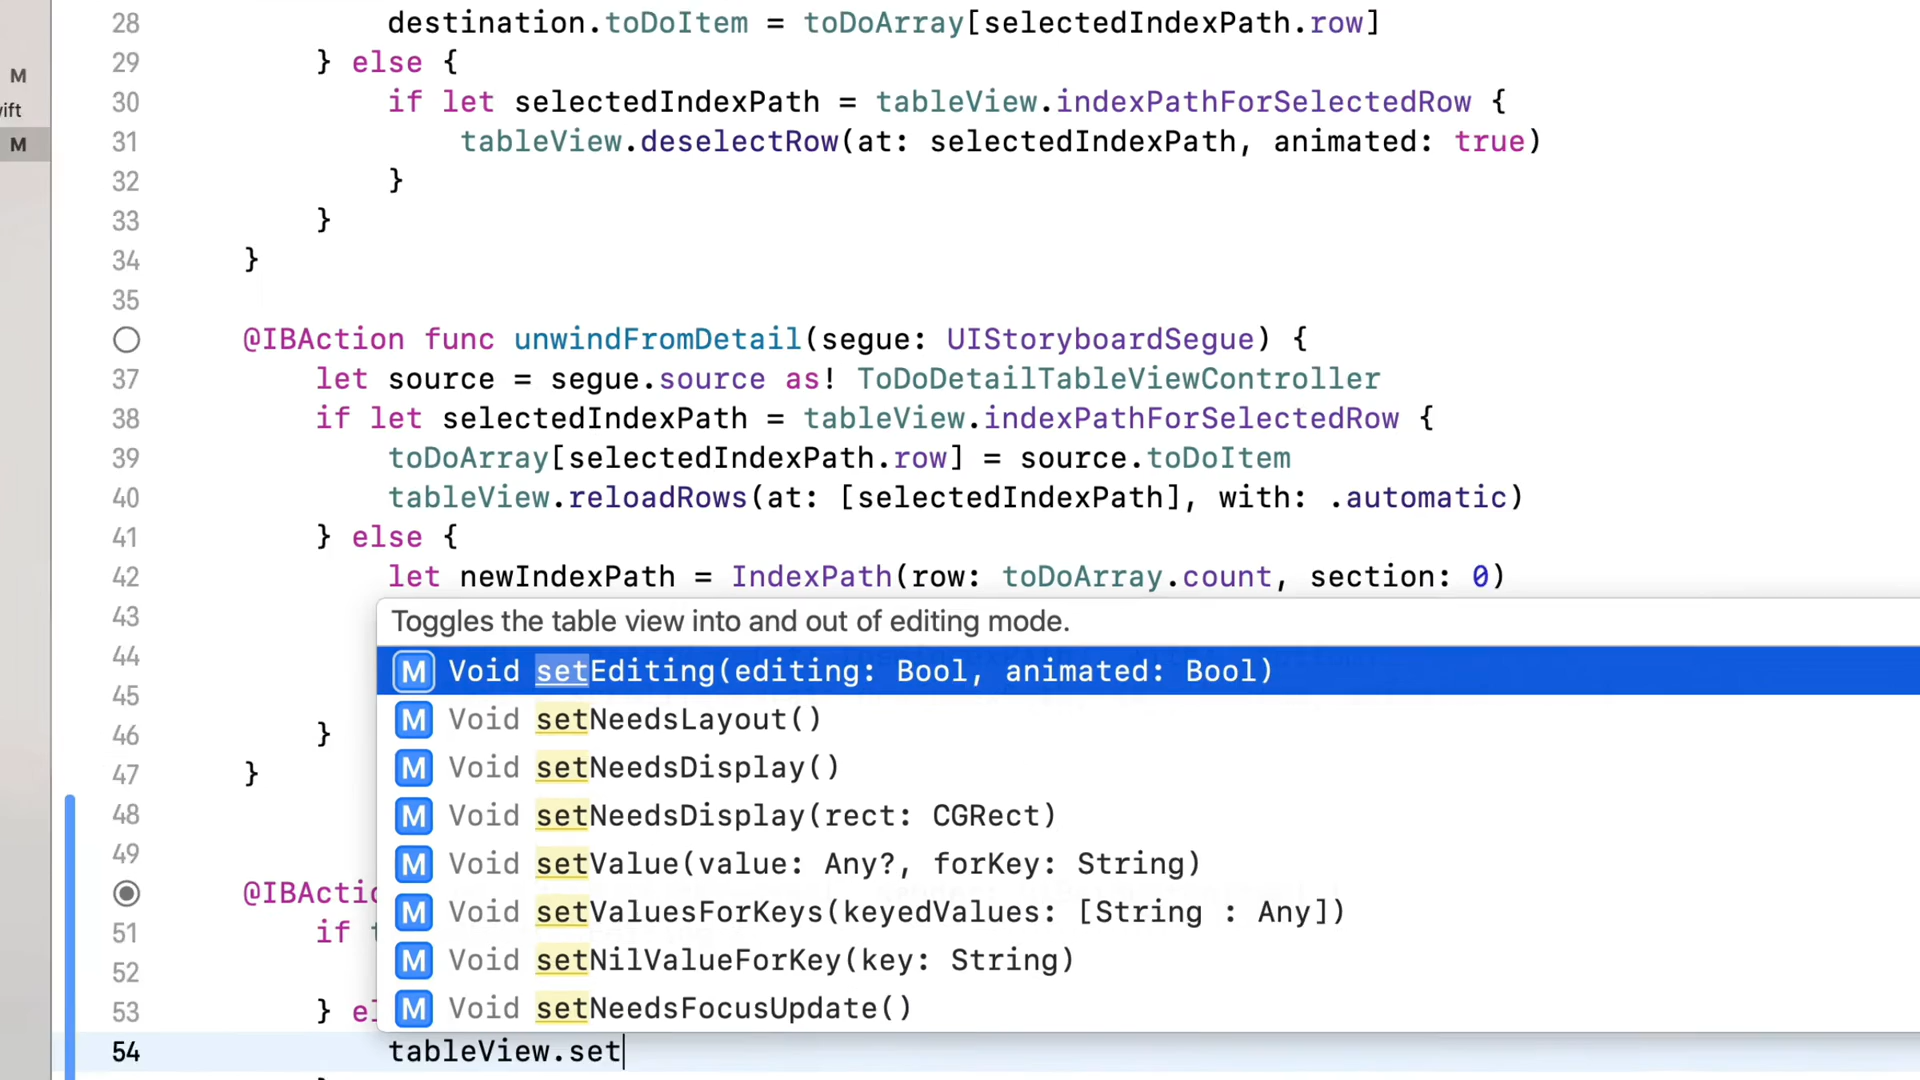 28 destination.toDoItem = toDoArray[selectedIndexPath.row]
29 } else {
M
30 if let selectedIndexPath = tableView.indexPathForSelectedRow {
ift
31 tableView.deselectRow(at: selectedIndexPath, animated: true)
M
32 }
33 }
34 }
35
@IBAction func unwindFromDetail(segue: UIStoryboardSegue) {
37 let source = segue.source as! ToDoDetailTableViewController
38 if let selectedIndexPath = tableView.indexPathForSelectedRow {
39 toDoArray[selectedIndexPath.row] = source.toDoItem
40 tableView.reloadRows(at: [selectedIndexPath], with: .automatic)
41 } else {
42 let newIndexPath = IndexPath(row: toDoArray.count, section: 0)
43
Toggles the table view into and out of editing mode.
44
M Void setEditing(editing: Bool, animated: Bool)
45
M Void setNeedsLayout()
46 }
M Void setNeedsDisplay()
47 }
M Void setNeedsDisplay(rect: CGRect)
48
49
M Void setValue(value: Any?, forKey: String)
@IBActio
M Void setValuesForKeys(keyedValues: [String : Any])
51 if
M Void setNilValueForKey(key: String)
52
53 } el
M Void setNeedsFocusUpdate()
54 tableView.set